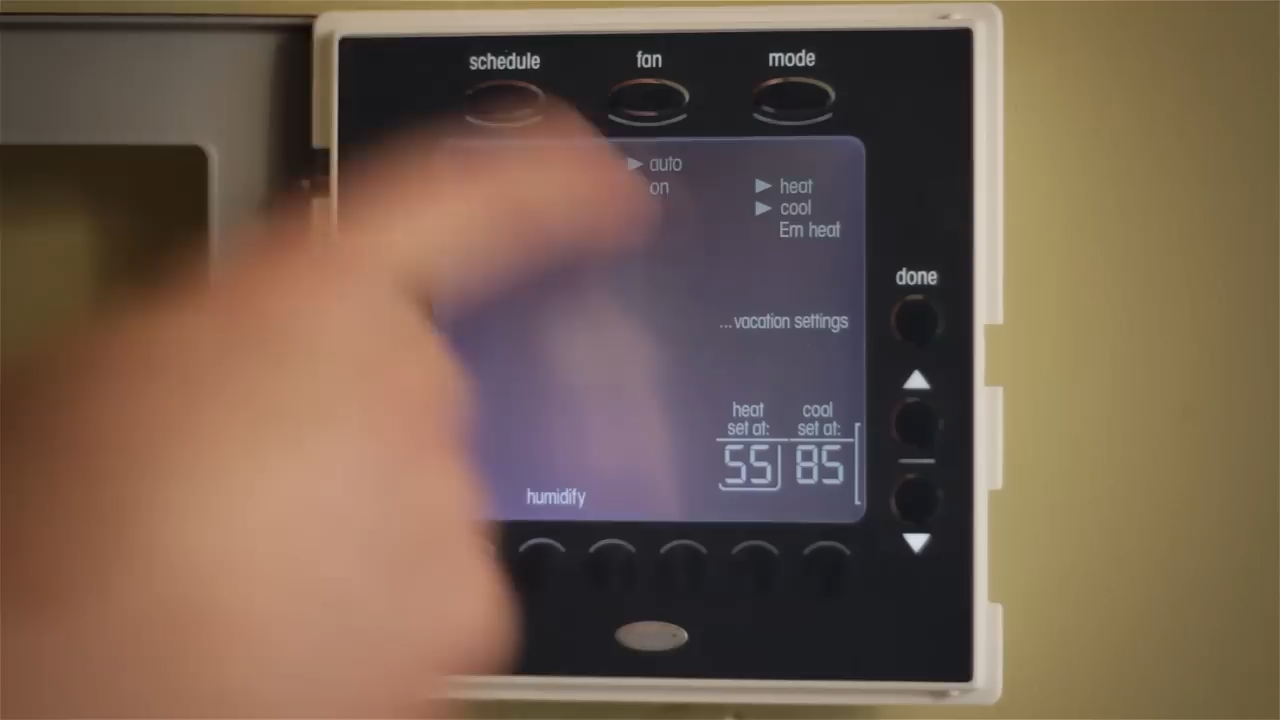 schedule fan mode
auto
on
heat
cool
Em heat
done
...vacation settings
heat cool
set at: set at:
55 85
humidify